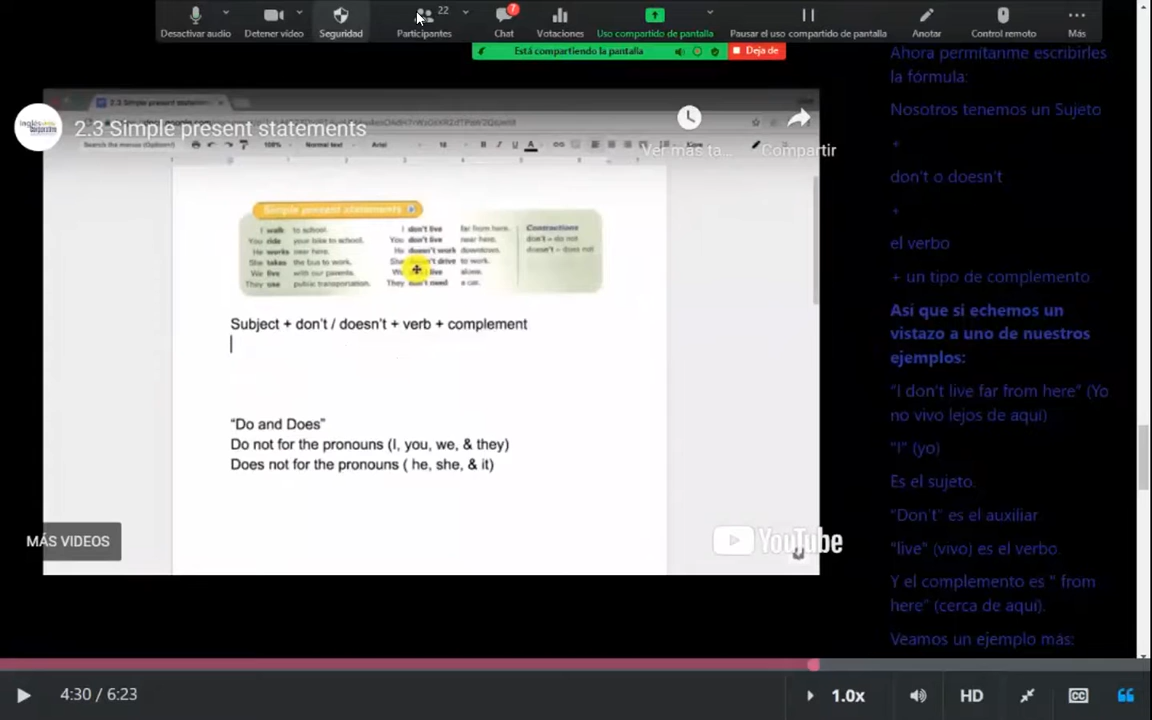 22
7
Desactivar audio
Detener video
Seguridad
Participantes
Chat
Votaciones
Uso compartido de pantalla
Pausar el uso compartido de pantalla
Anotar
Control remoto
Más
Está compartiendo la pantalla
Deja de
2.3 Simple present statements
Ver más ta...
Compartir
Simple present statements
I walk to school.
You ride your bike to school.
He works near here.
She takes the bus to work.
We live with our parents.
They use public transportation.
I don't live far from here.
You don't live near here.
He doesn't work downtown.
drive to work.
live alone.
They don't need a car.
Contractions
don't = do not
doesn't = does not
Subject + don't / doesn't + verb + complement
"Do and Does"
Do not for the pronouns (I, you, we, & they)
Does not for the pronouns ( he, she, & it)
MÁS VIDEOS
YouTube
Ahora permítanme escribirles
la fórmula:
Nosotros tenemos un Sujeto
+
don't o doesn't
+
el verbo
+ un tipo de complemento
Así que si echemos un
vistazo a uno de nuestros
ejemplos:
"I don't live far from here" (Yo
no vivo lejos de aquí)
"I" (yo)
Es el sujeto.
"Don't" es el auxiliar
"live" (vivo) es el verbo.
Y el complemento es " from
here" (cerca de aquí).
Veamos un ejemplo más:
4:30 / 6:23
1.0x
HD
CC